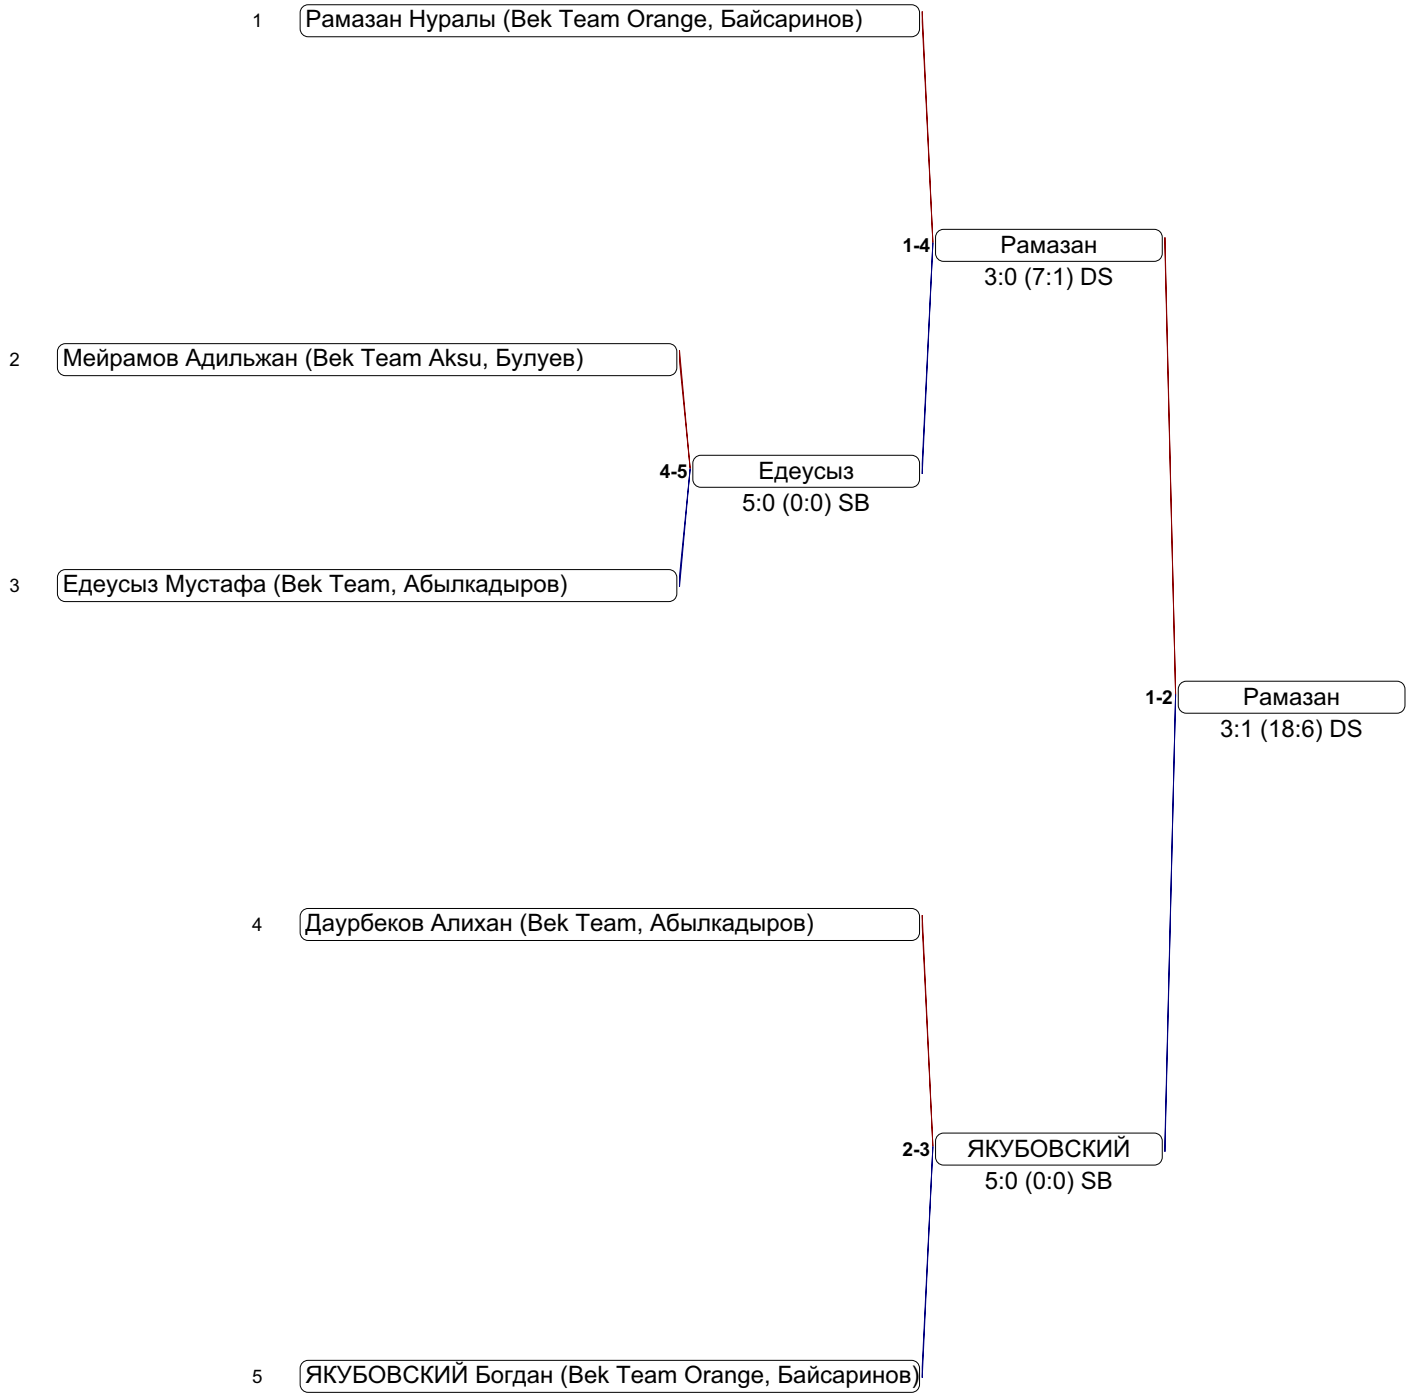 1 Рамазан Нуралы (Bek Team Orange, Байсаринов)
1-4 Рамазан
3:0 (7:1) DS
2 Мейрамов Адильжан (Bek Team Aksu, Булуев)
4-5 Едеусыз
5:0 (0:0) SB
3 Едеусыз Мустафа (Bek Team, Абылкадыров)
1-2 Рамазан
3:1 (18:6) DS
4 Даурбеков Алихан (Bek Team, Абылкадыров)
2-3 ЯКУБОВСКИЙ
5:0 (0:0) SB
5 ЯКУБОВСКИЙ Богдан (Bek Team Orange, Байсаринов)